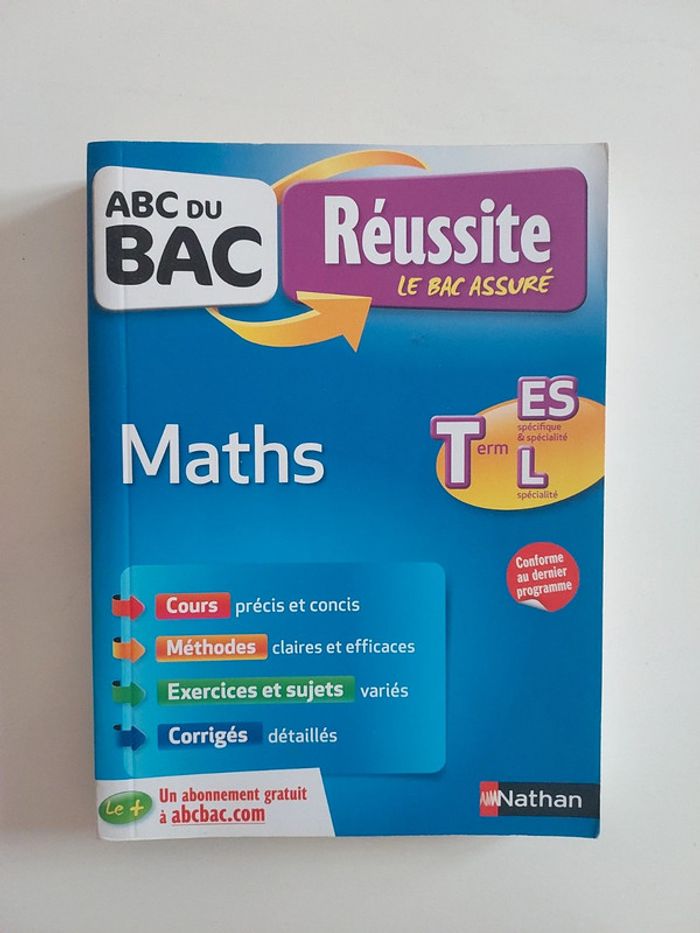 ABC DU
BAC
Réussite
LE BAC ASSURÉ
Maths
Term
ES
spécifique
& spécialité
L
spécialité
Conforme
au dernier
programme
Cours précis et concis
Méthodes claires et efficaces
Exercices et sujets variés
Corrigés détaillés
Le +
Un abonnement gratuit
à abcbac.com
Nathan